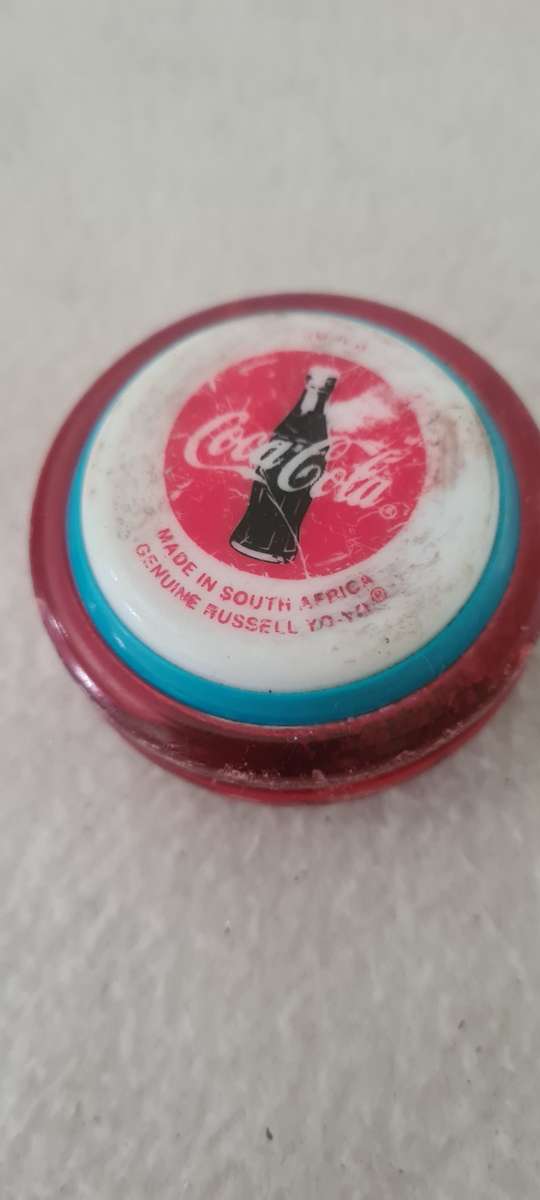 Coca-Cola®
MADE IN SOUTH AFRICA
GENUINE RUSSELL YO-YO®